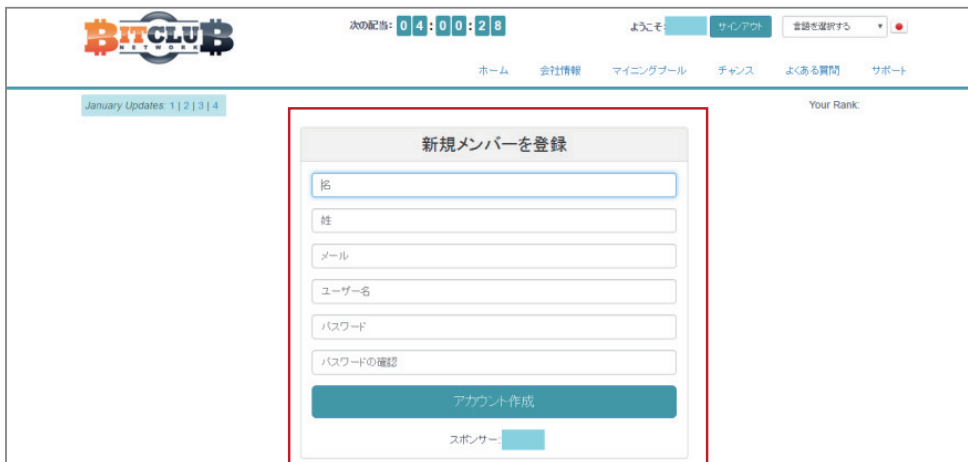 BITCLUB
NETWORK
次の配当: 04:00:28
ようこそ:
サインアウト
言語を選択する
ホーム 会社情報 マイニングプール チャンス よくある質問 サポート
January Updates: 1 | 2 | 3 | 4
Your Rank:
新規メンバーを登録
名
姓
メール
ユーザー名
パスワード
パスワードの確認
アカウント作成
スポンサー: